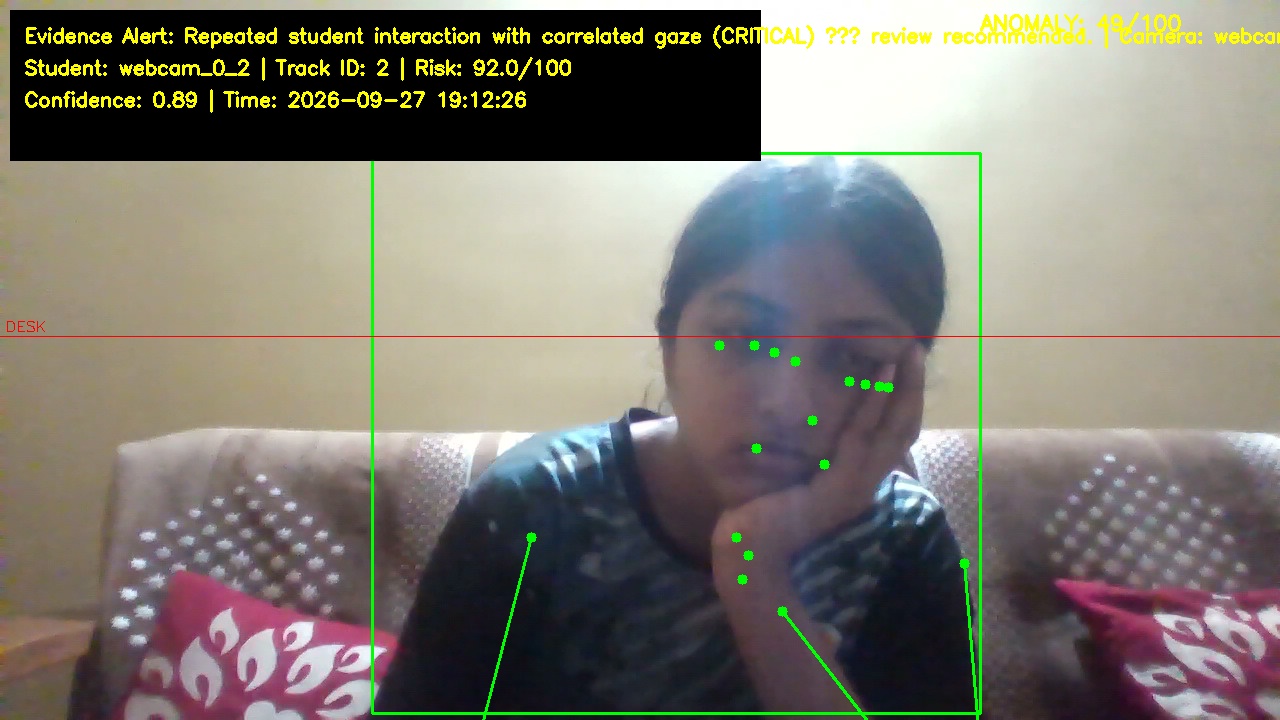 ANOMALY: 49/100
Evidence Alert: Repeated student interaction with correlated gaze (CRITICAL) ??? review recommended. | Camera: webcam
Student: webcam_0_2 | Track ID: 2 | Risk: 92.0/100
Confidence: 0.89 | Time: 2026-09-27 19:12:26
DESK